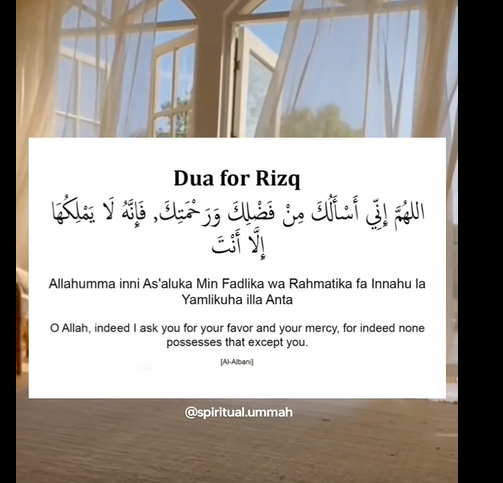 Dua for Rizq
اللهُمَّ إِنِّي أَسْأَلُكَ مِنْ فَضْلِكَ وَرَحْمَتِكَ, فَإِنَّهُ لَا يَمْلِكُهَا
إِلَّا أَنْتَ
Allahumma inni As'aluka Min Fadlika wa Rahmatika fa Innahu la
Yamlikuha illa Anta
O Allah, indeed I ask you for your favor and your mercy, for indeed none
possesses that except you.
[Al-Albani]
@spiritual.ummah